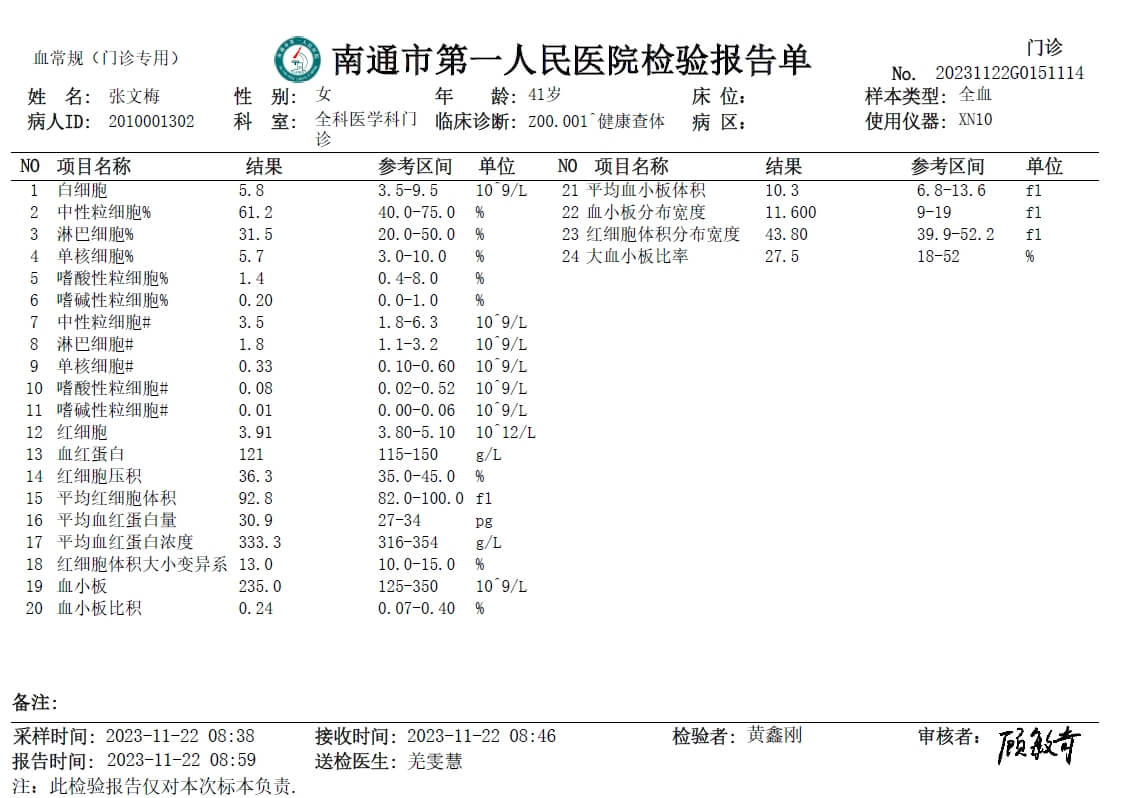 血常规（门诊专用）
南通市第一人民医院检验报告单
门诊
No. 20231122G0151114
姓 名: 张文梅 性 别: 女 年 龄: 41岁 床 位: 样本类型: 全血
病人ID: 2010001302 科 室: 全科医学科门诊 临床诊断: Z00.001^健康查体 病 区: 使用仪器: XN10
NO 项目名称 结果 参考区间 单位 NO 项目名称 结果 参考区间 单位
1 白细胞 5.8 3.5-9.5 10^9/L 21 平均血小板体积 10.3 6.8-13.6 fl
2 中性粒细胞% 61.2 40.0-75.0 % 22 血小板分布宽度 11.600 9-19 fl
3 淋巴细胞% 31.5 20.0-50.0 % 23 红细胞体积分布宽度 43.80 39.9-52.2 fl
4 单核细胞% 5.7 3.0-10.0 % 24 大血小板比率 27.5 18-52 %
5 嗜酸性粒细胞% 1.4 0.4-8.0 %
6 嗜碱性粒细胞% 0.20 0.0-1.0 %
7 中性粒细胞# 3.5 1.8-6.3 10^9/L
8 淋巴细胞# 1.8 1.1-3.2 10^9/L
9 单核细胞# 0.33 0.10-0.60 10^9/L
10 嗜酸性粒细胞# 0.08 0.02-0.52 10^9/L
11 嗜碱性粒细胞# 0.01 0.00-0.06 10^9/L
12 红细胞 3.91 3.80-5.10 10^12/L
13 血红蛋白 121 115-150 g/L
14 红细胞压积 36.3 35.0-45.0 %
15 平均红细胞体积 92.8 82.0-100.0 fl
16 平均血红蛋白量 30.9 27-34 pg
17 平均血红蛋白浓度 333.3 316-354 g/L
18 红细胞体积大小变异系 13.0 10.0-15.0 %
19 血小板 235.0 125-350 10^9/L
20 血小板比积 0.24 0.07-0.40 %
备注:
采样时间: 2023-11-22 08:38 接收时间: 2023-11-22 08:46 检验者: 黄鑫刚 审核者: 顾敏奇
报告时间: 2023-11-22 08:59 送检医生: 羌雯慧
注: 此检验报告仅对本次标本负责.